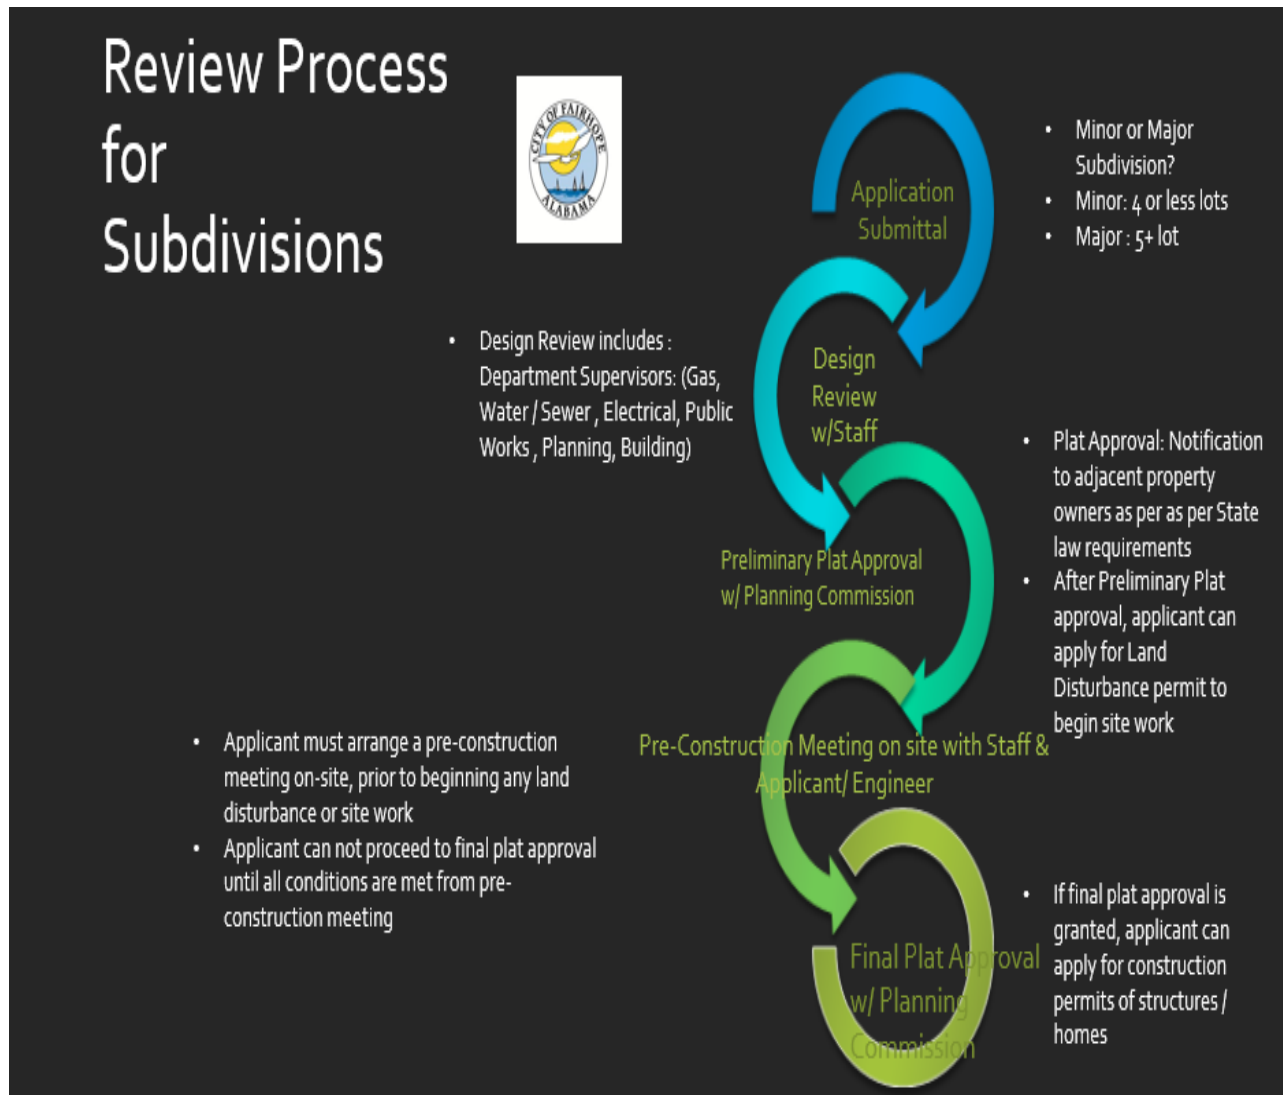 Review Process
for
Subdivisions
CITY OF FAIRHOPE
ALABAMA
Application
Submittal
• Minor or Major
Subdivision?
• Minor: 4 or less lots
• Major : 5+ lot
• Design Review includes :
Department Supervisors: (Gas,
Water / Sewer , Electrical, Public
Works , Planning, Building)
Design
Review
w/Staff
• Plat Approval: Notification
to adjacent property
owners as per as per State
law requirements
• After Preliminary Plat
approval, applicant can
apply for Land
Disturbance permit to
begin site work
Preliminary Plat Approval
w/ Planning Commission
Pre-Construction Meeting on site with Staff &
Applicant/ Engineer
• Applicant must arrange a pre-construction
meeting on-site, prior to beginning any land
disturbance or site work
• Applicant can not proceed to final plat approval
until all conditions are met from pre-
construction meeting
Final Plat Approval
w/ Planning
Commission
• If final plat approval is
granted, applicant can
apply for construction
permits of structures /
homes